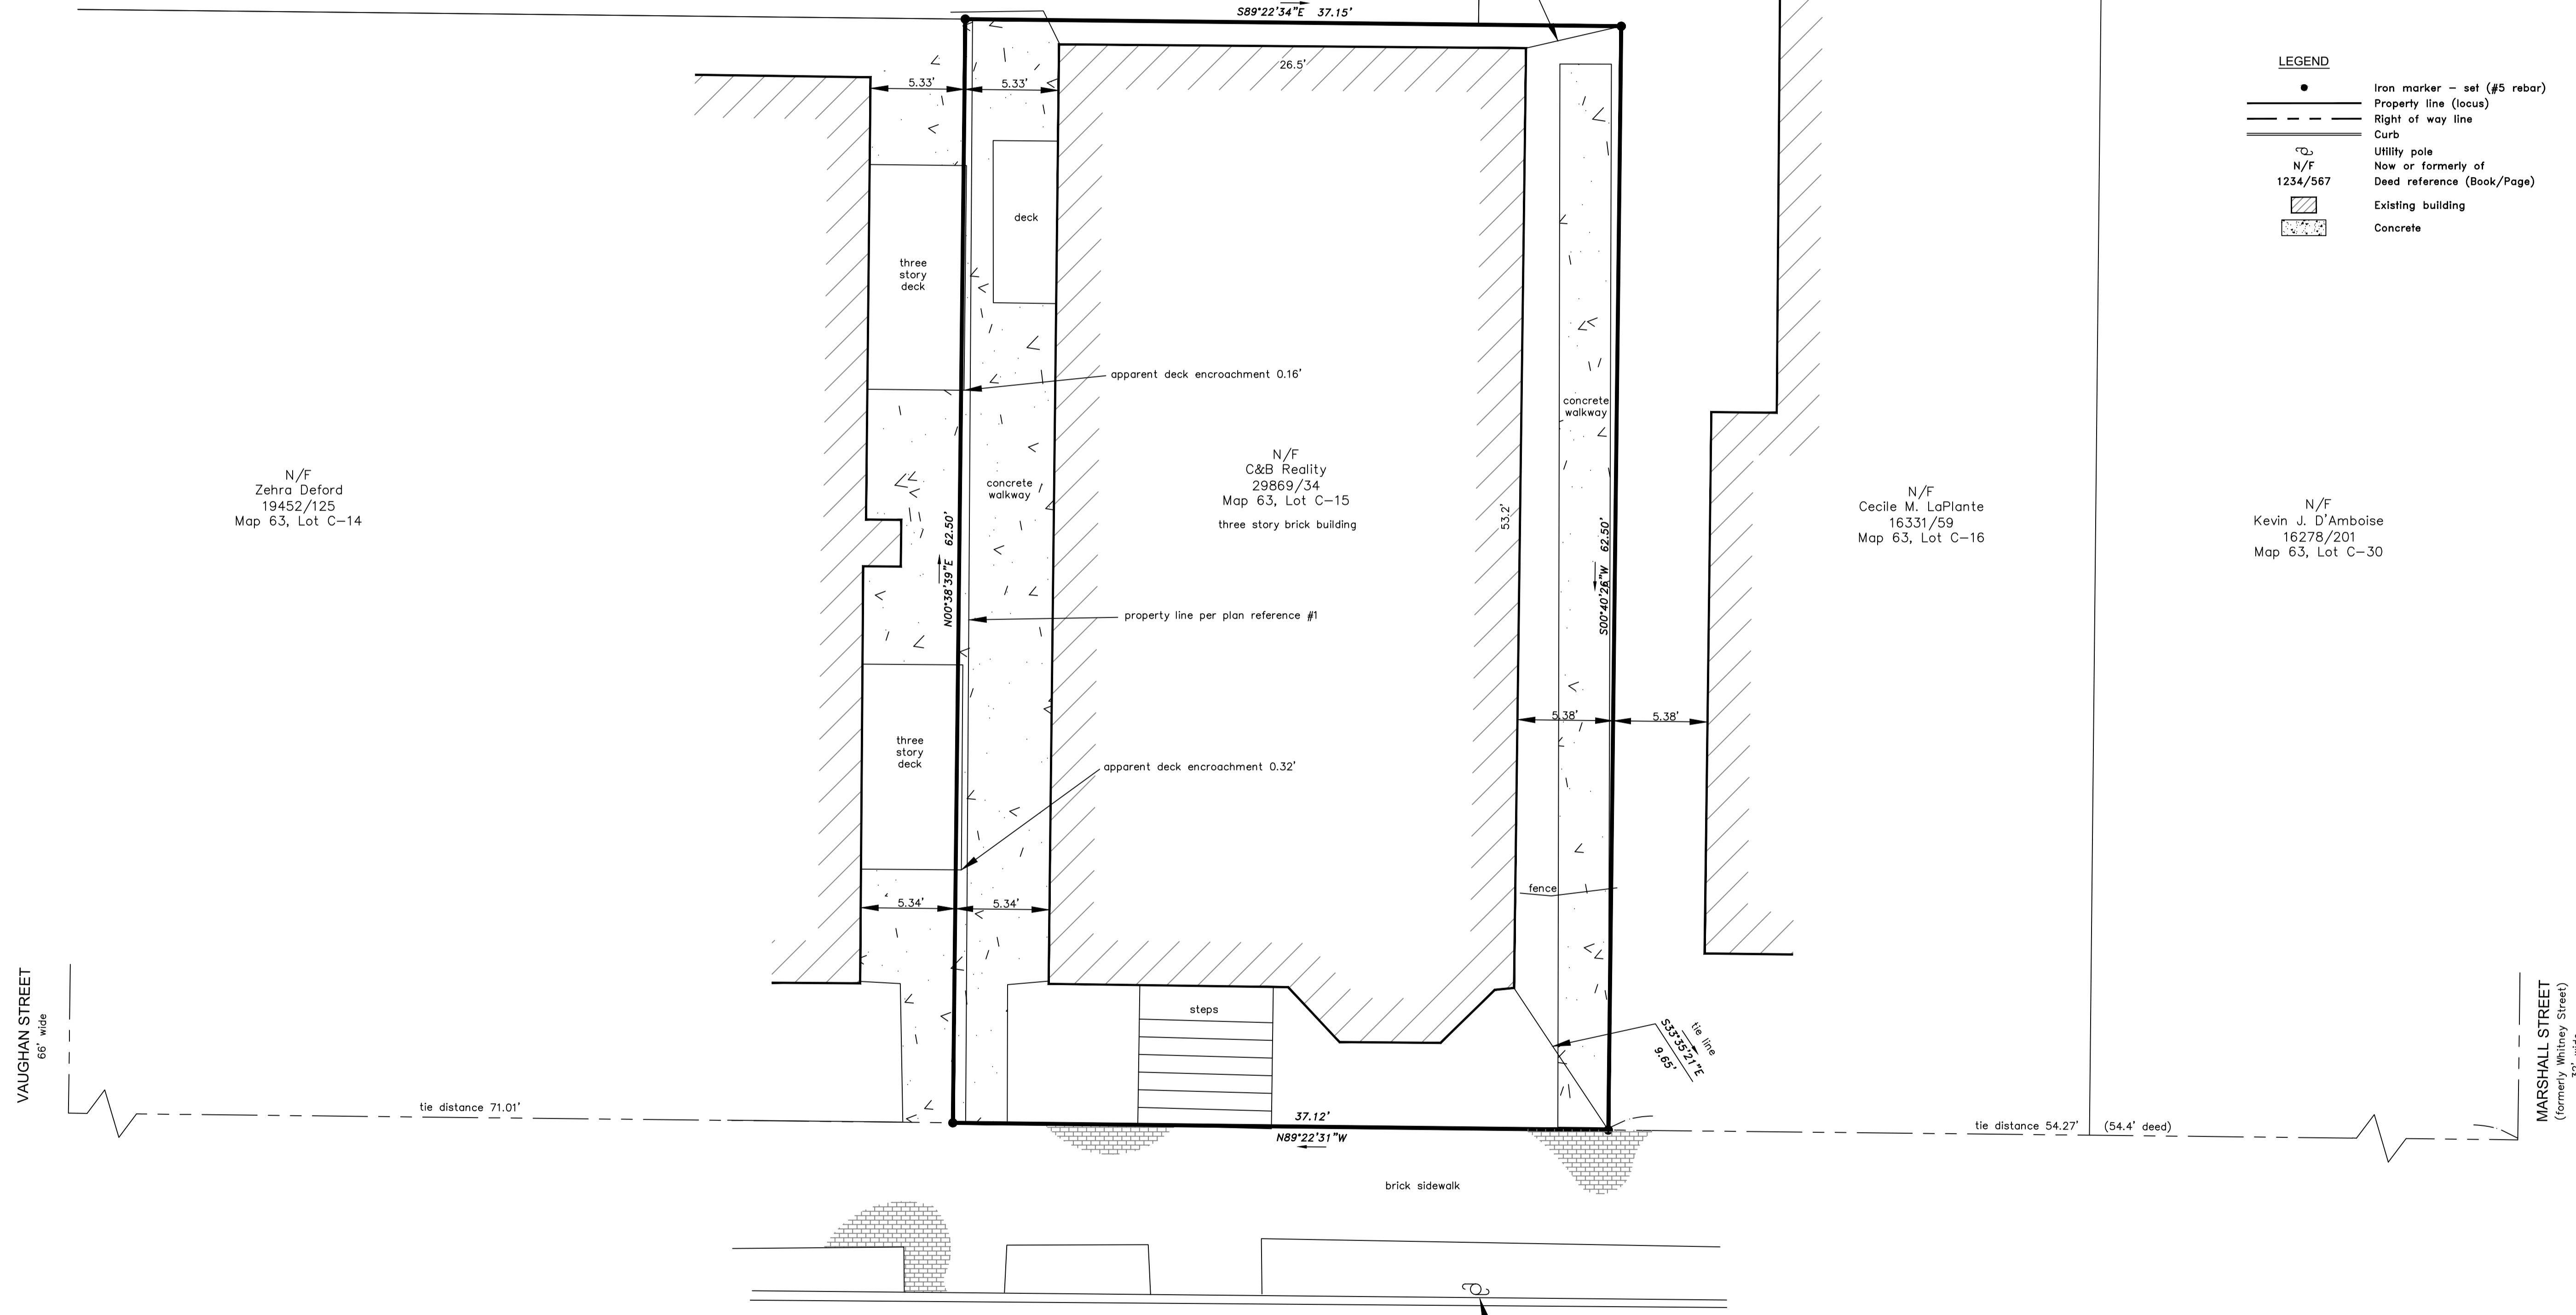 S89°22'34"E 37.15'
LEGEND
Iron marker - set (#5 rebar)
Property line (locus)
Right of way line
Curb
Utility pole
N/F Now or formerly of
1234/567 Deed reference (Book/Page)
Existing building
Concrete
26.5'
5.33' 5.33'
deck
three
story
deck
apparent deck encroachment 0.16'
concrete
walkway
N/F
Zehra Deford
19452/125
Map 63, Lot C-14
concrete
walkway
N/F
C&B Reality
29869/34
Map 63, Lot C-15
three story brick building
53.2'
N/F
Cecile M. LaPlante
16331/59
Map 63, Lot C-16
N/F
Kevin J. D'Amboise
16278/201
Map 63, Lot C-30
N00°38'39"E 62.50'
S00°40'26"W 62.50'
property line per plan reference #1
5.38' 5.38'
three
story
deck
apparent deck encroachment 0.32'
fence
5.34' 5.34'
steps
tie line
S33°35'21"E
9.65'
VAUGHAN STREET
66' wide
MARSHALL STREET
(formerly Whitney Street)
tie distance 71.01'
37.12'
N89°22'31"W
tie distance 54.27' (54.4' deed)
brick sidewalk